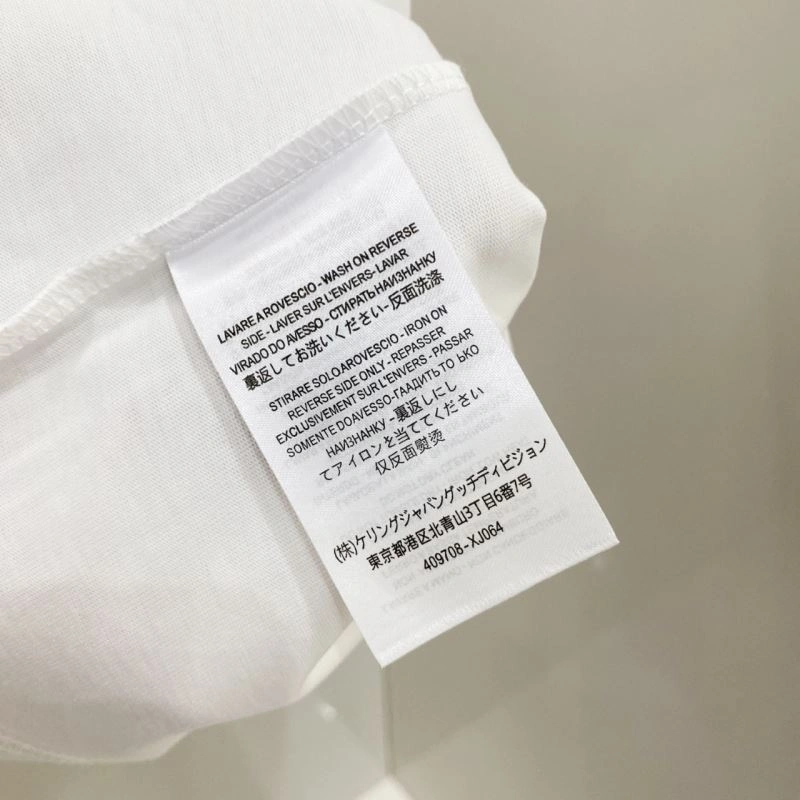 LAVARE A ROVESCIO - WASH ON REVERSE
SIDE - LAVER SUR L'ENVERS- LAVAR
VIRADO DO AVESSO - СТИРАТЬ НАИЗНАНКУ
裏返してお洗いください- 反面洗涤
STIRARE SOLO AROVESCIO - IRON ON
REVERSE SIDE ONLY - REPASSER
EXCLUSIVEMENT SUR L'ENVERS - PASSAR
SOMENTE DO AVESSO-ГЛАДИТЬ ТО ЬКО
НАИЗНАНКУ - 裏返しにし
てアイロンを当ててください
仅反面熨烫
(株)ケリングジャパングッチディビジョン
東京都港区北青山3丁目6番7号
409708-XJ064